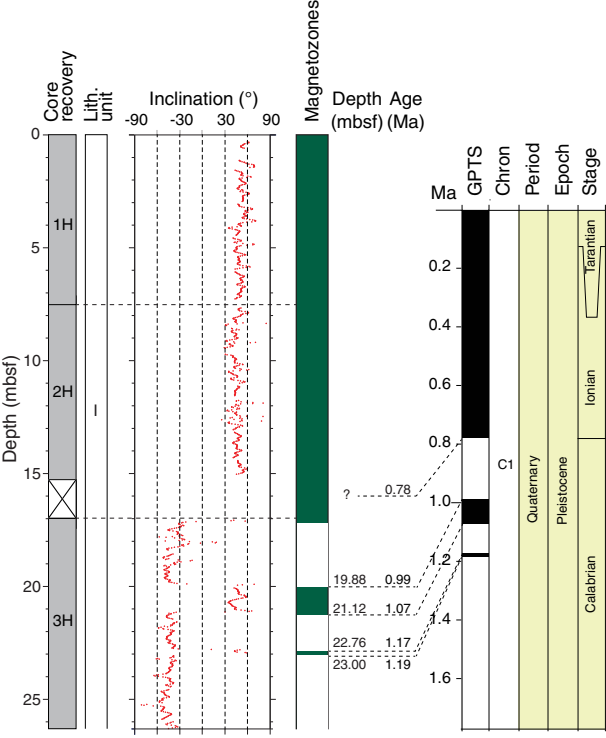 Core recovery
Lith. unit
Inclination (°)
-90 -30 30 90
Magnetozones
Depth (mbsf)
Age (Ma)
Depth (mbsf)
0
5
10
15
20
25
1H
2H
3H
I
? 0.78
19.88 0.99
21.12 1.07
22.76 1.17
23.00 1.19
Ma
GPTS
Chron
Period
Epoch
Stage
0.2
0.4
0.6
0.8
1.0
1.2
1.4
1.6
C1
Quaternary
Pleistocene
Tarantian
Ionian
Calabrian